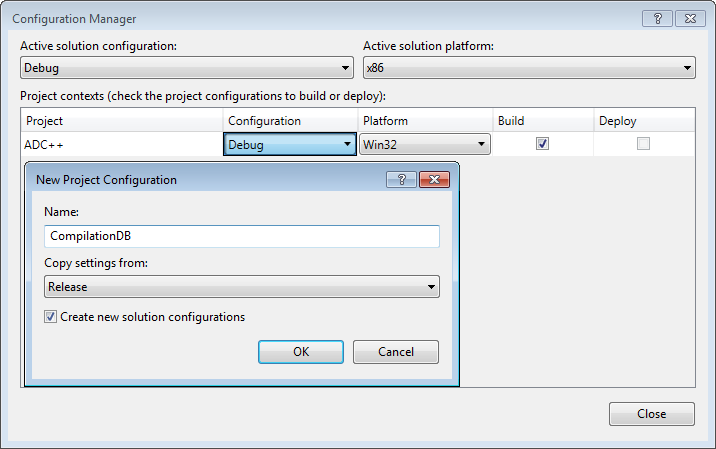 Configuration Manager
Active solution configuration: Active solution platform:
Debug x86
Project contexts (check the project configurations to build or deploy):
Project Configuration Platform Build Deploy
ADC++ Debug Win32
New Project Configuration
Name:
CompilationDB
Copy settings from:
Release
Create new solution configurations
OK Cancel
Close